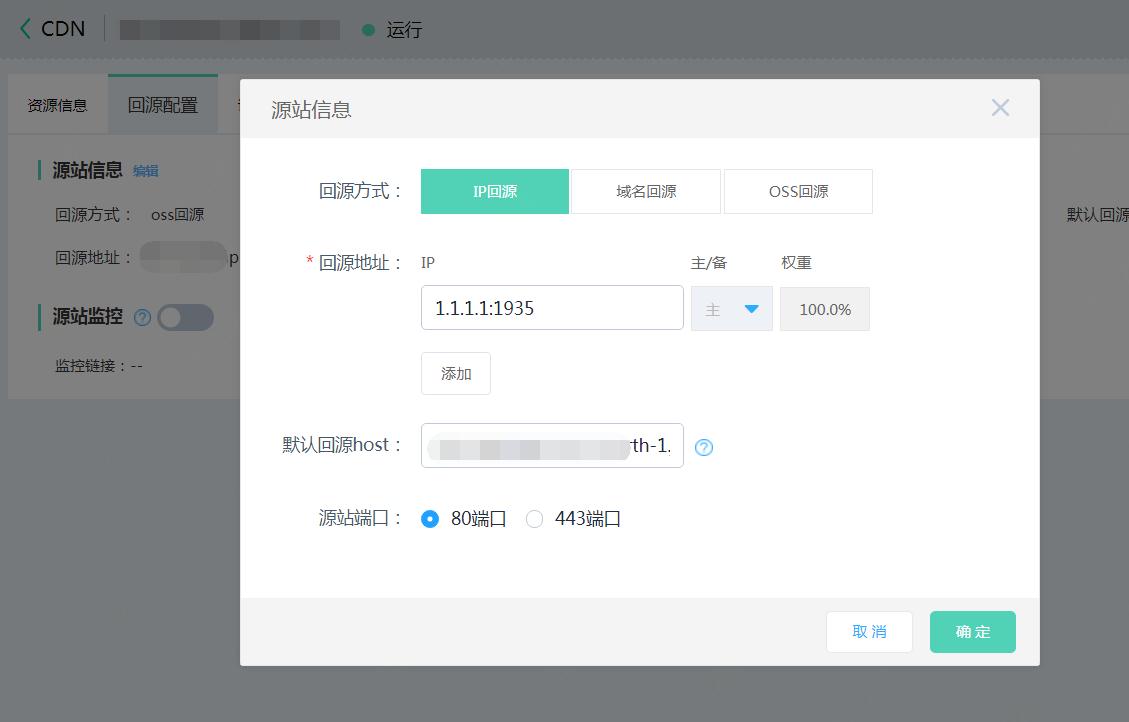 CDN 运行
资源信息 回源配置
源站信息 编辑
回源方式： oss回源
回源地址：
源站监控
监控链接：--
默认回源
源站信息
回源方式： IP回源 域名回源 OSS回源
* 回源地址： IP 主/备 权重
1.1.1.1:1935 主 100.0%
添加
默认回源host： th-1.
源站端口： 80端口 443端口
取消 确定